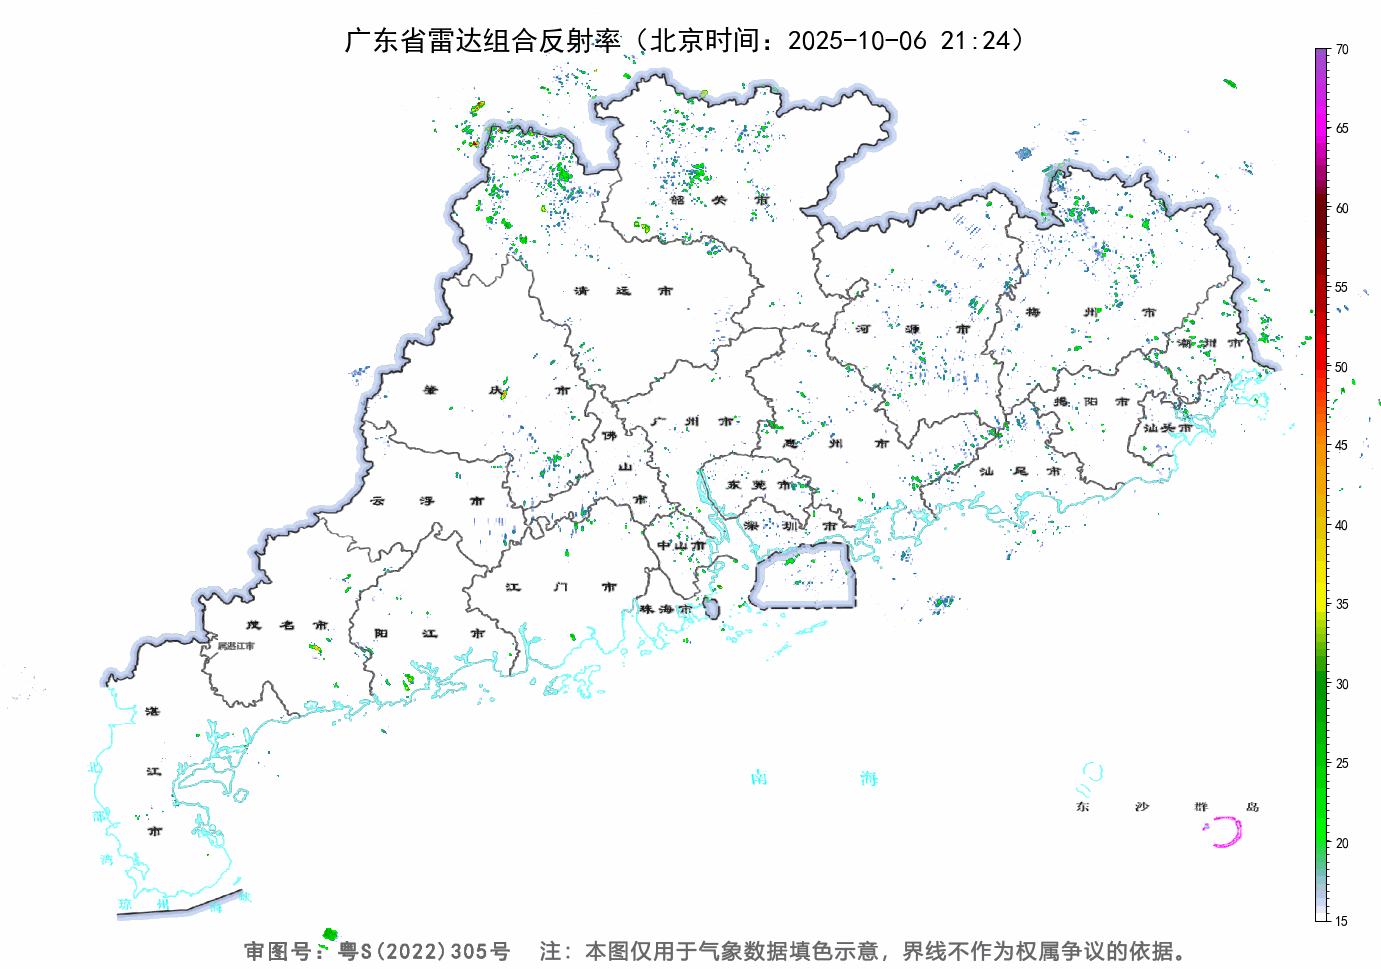 广东省雷达组合反射率（北京时间：2025-10-06 21:24）
70
65
60
55
50
45
40
35
30
25
20
15
韶关市
清远市
河源市
梅州市
潮州市
肇庆市
广州市
佛山市
惠州市
揭阳市
汕头市
汕尾市
云浮市
东莞市
深圳市
中山市
江门市
珠海市
茂名市
阳江市
属湛江市
湛江市
北部湾
琼州海峡
南海
东沙群岛
审图号：粤S(2022)305号 注：本图仅用于气象数据填色示意，界线不作为权属争议的依据。